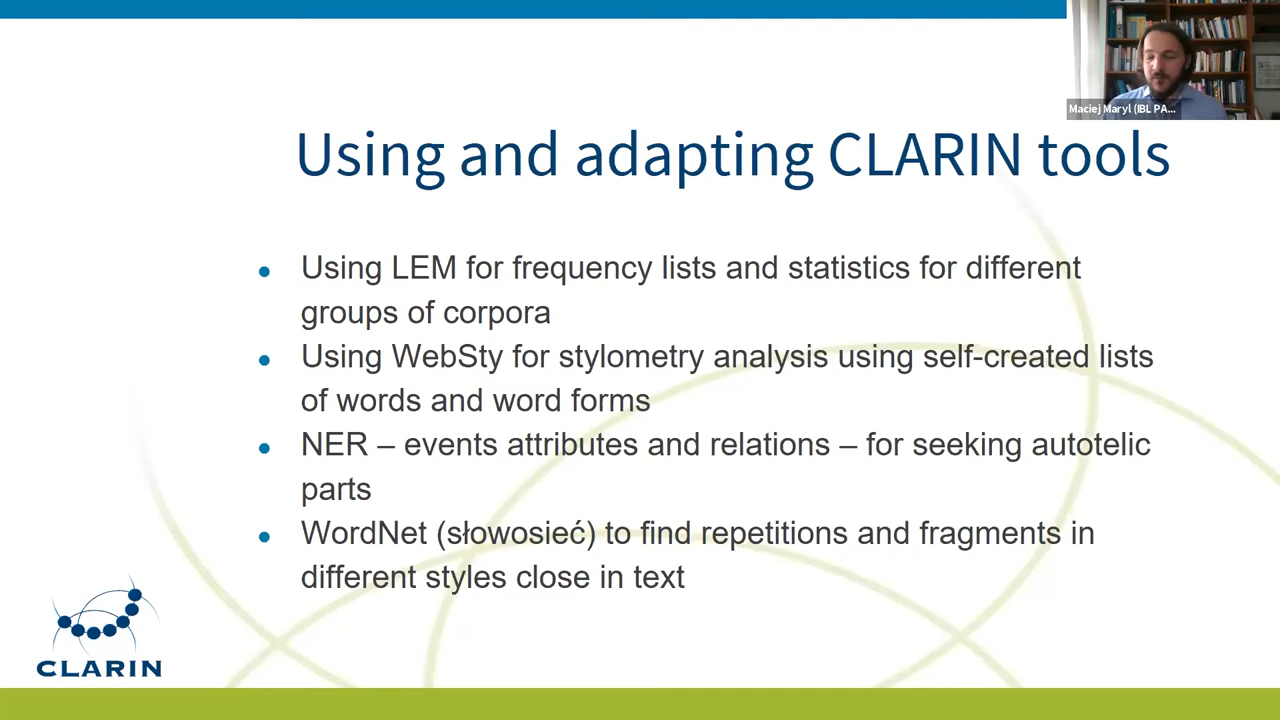 Maciej Maryl (IBL PA...
Using and adapting CLARIN tools
Using LEM for frequency lists and statistics for different
groups of corpora
Using WebSty for stylometry analysis using self-created lists
of words and word forms
NER – events attributes and relations – for seeking autotelic
parts
WordNet (słowosieć) to find repetitions and fragments in
different styles close in text
CLARIN